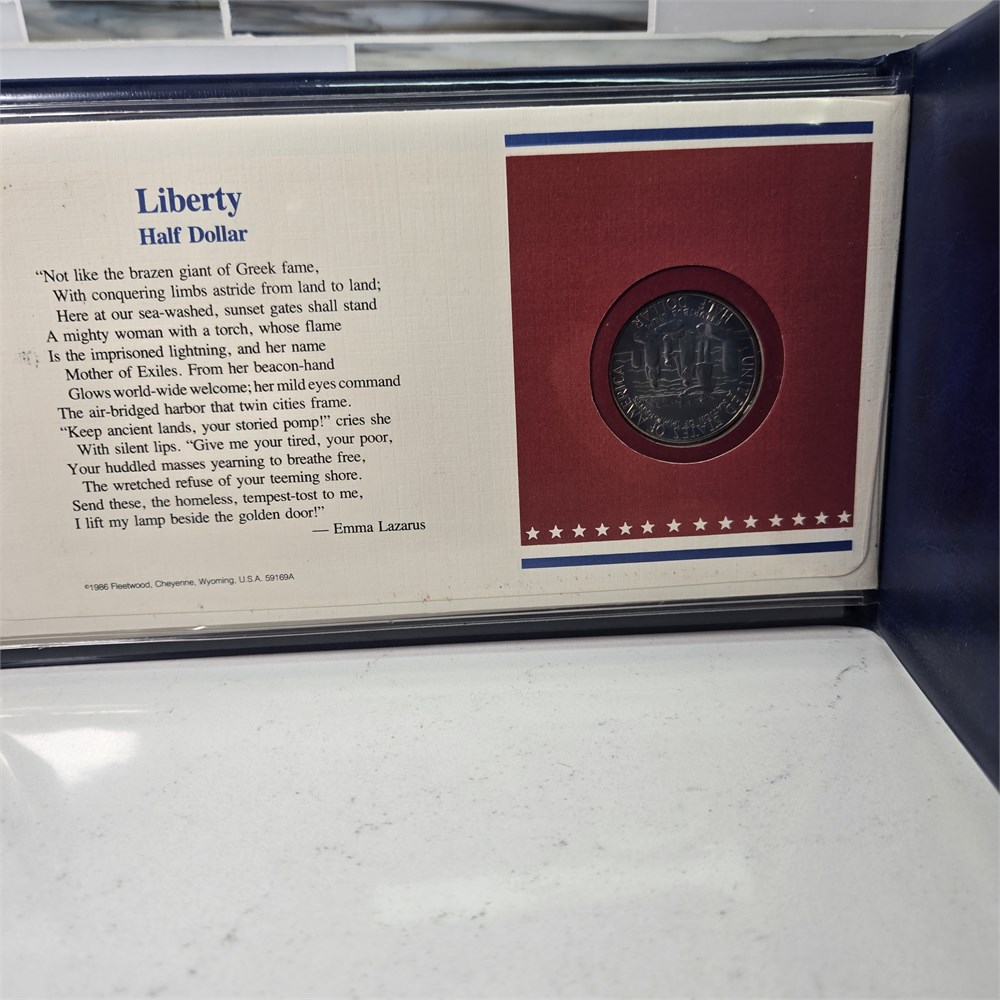 Liberty
Half Dollar
“Not like the brazen giant of Greek fame,
With conquering limbs astride from land to land;
Here at our sea-washed, sunset gates shall stand
A mighty woman with a torch, whose flame
Is the imprisoned lightning, and her name
Mother of Exiles. From her beacon-hand
Glows world-wide welcome; her mild eyes command
The air-bridged harbor that twin cities frame.
“Keep ancient lands, your storied pomp!” cries she
With silent lips. “Give me your tired, your poor,
Your huddled masses yearning to breathe free,
The wretched refuse of your teeming shore.
Send these, the homeless, tempest-tost to me,
I lift my lamp beside the golden door!”
— Emma Lazarus
©1986 Fleetwood, Cheyenne, Wyoming, U.S.A. 59169A
UNITED STATES OF AMERICA
HALF DOLLAR